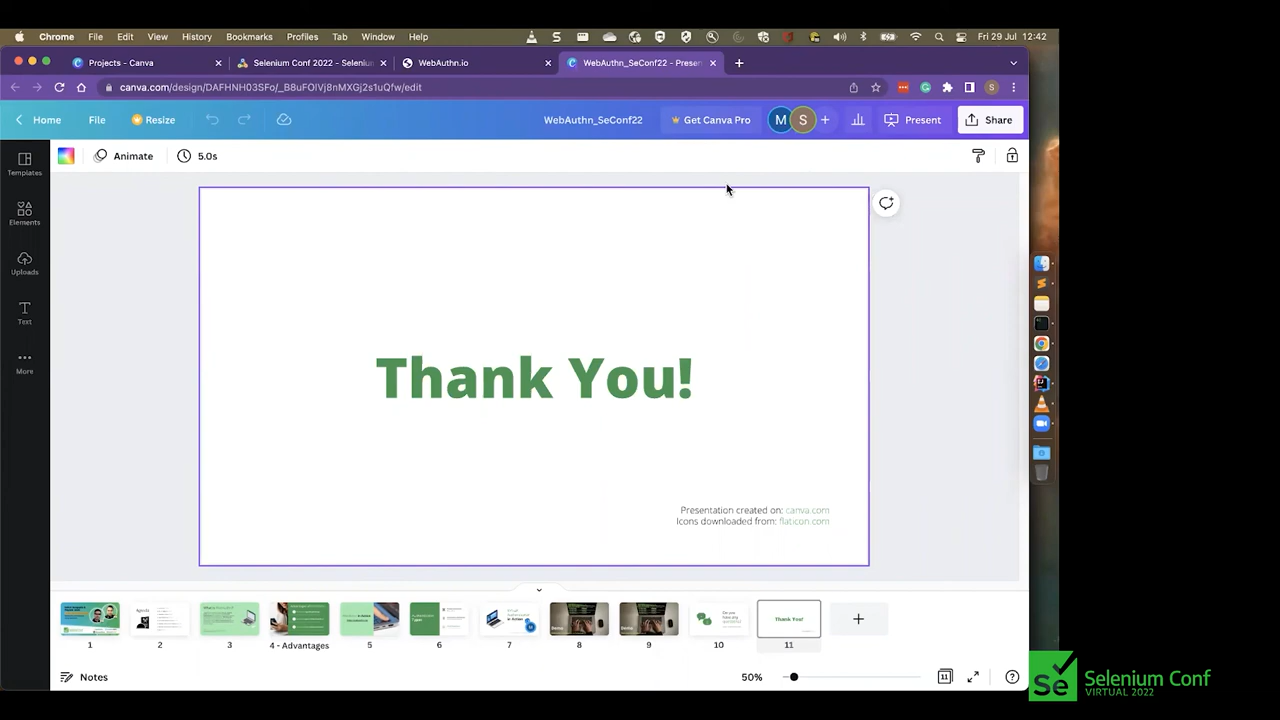 Chrome File Edit View History Bookmarks Profiles Tab Window Help Fri 29 Jul 12:42
Projects - Canva
Selenium Conf 2022 - Seleniu
WebAuthn.io
WebAuthn_SeConf22 - Presen
canva.com/design/DAFHNH03SFo/_B8uFOlVj8nMXGj2s1uQfw/edit
Home File Resize WebAuthn_SeConf22 Get Canva Pro M S Present Share
Animate 5.0s
Templates
Elements
Uploads
Text
More
Thank You!
Presentation created on: canva.com
Icons downloaded from: flaticon.com
Agenda
Thank You!
1 2 3 4 - Advantages 5 6 7 8 9 10 11
Notes 50% 11
Se Selenium Conf
VIRTUAL 2022